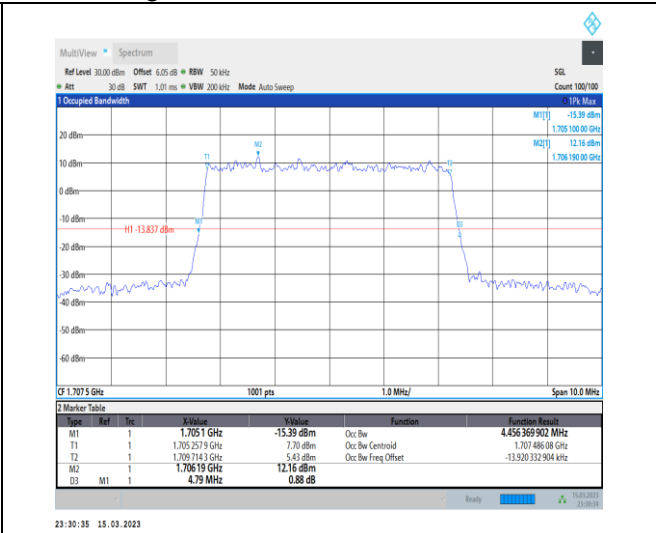 MultiView Spectrum
Ref Level 30.00 dBm Offset 6.05 dB RBW 50 kHz SGL
Att 30 dB SWT 1.01 ms VBW 200 kHz Mode Auto Sweep Count 100/100
1 Occupied Bandwidth 1Pk Max
M1[1] -15.39 dBm
1.705 100 00 GHz
M2[1] 12.16 dBm
1.706 190 00 GHz
20 dBm
M2
T1
10 dBm
T2
0 dBm
-10 dBm
M1
D3
H1 -13.837 dBm
-20 dBm
-30 dBm
-40 dBm
-50 dBm
-60 dBm
CF 1.707 5 GHz 1001 pts 1.0 MHz/ Span 10.0 MHz
2 Marker Table
Type Ref Trc X-Value Y-Value Function Function Result
M1 1 1.7051 GHz -15.39 dBm Occ Bw 4.456 369 902 MHz
T1 1 1.705 257 9 GHz 7.70 dBm Occ Bw Centroid 1.707 486 08 GHz
T2 1 1.709 714 3 GHz 5.43 dBm Occ Bw Freq Offset -13.920 332 904 kHz
M2 1 1.706 19 GHz 12.16 dBm
D3 M1 1 4.79 MHz 0.88 dB
Ready 15.03.2023
23:30:34
23:30:35 15.03.2023